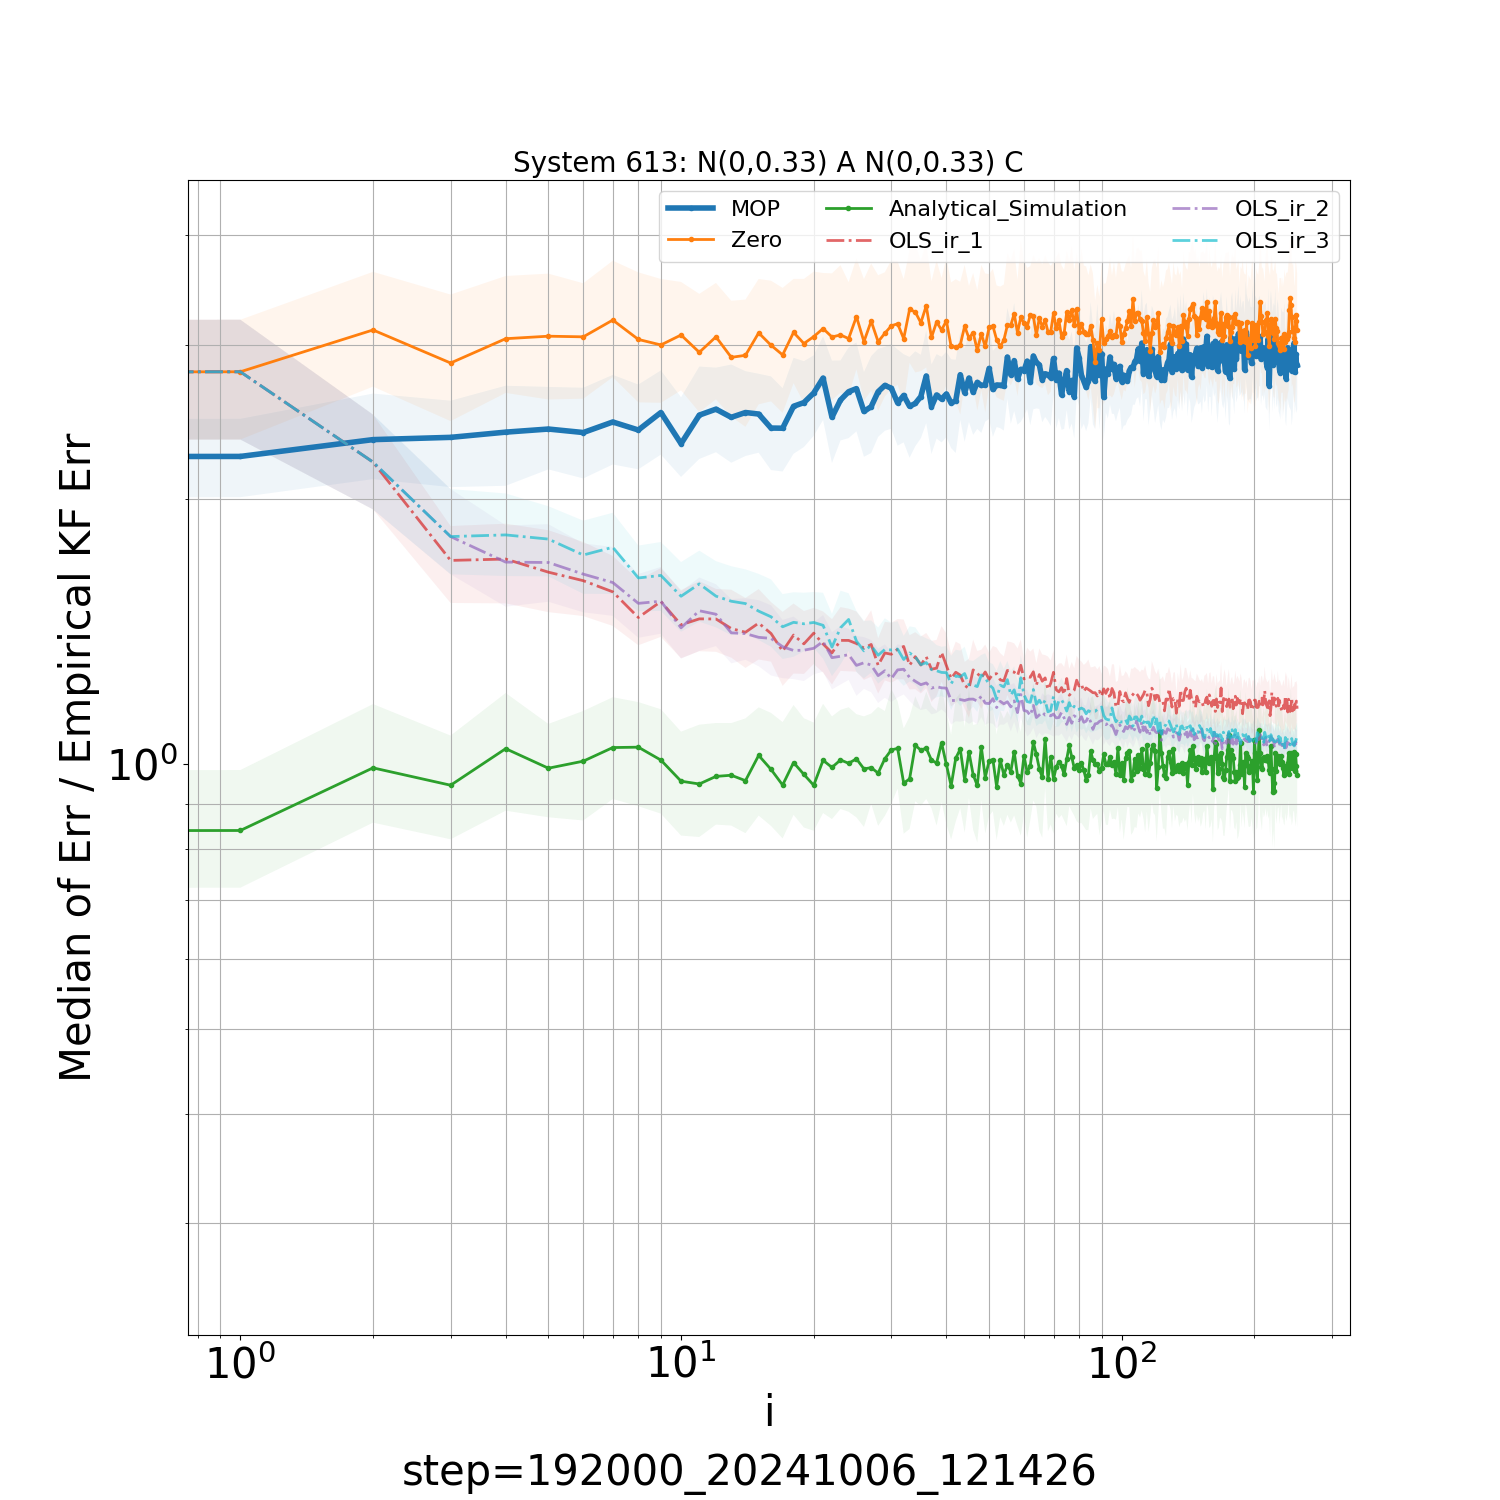 System 613: N(0,0.33) A N(0,0.33) C
MOP
Zero
Analytical_Simulation
OLS_ir_1
OLS_ir_2
OLS_ir_3
Median of Err / Empirical KF Err
10⁰
10⁰ 10¹ 10²
i
step=192000_20241006_121426